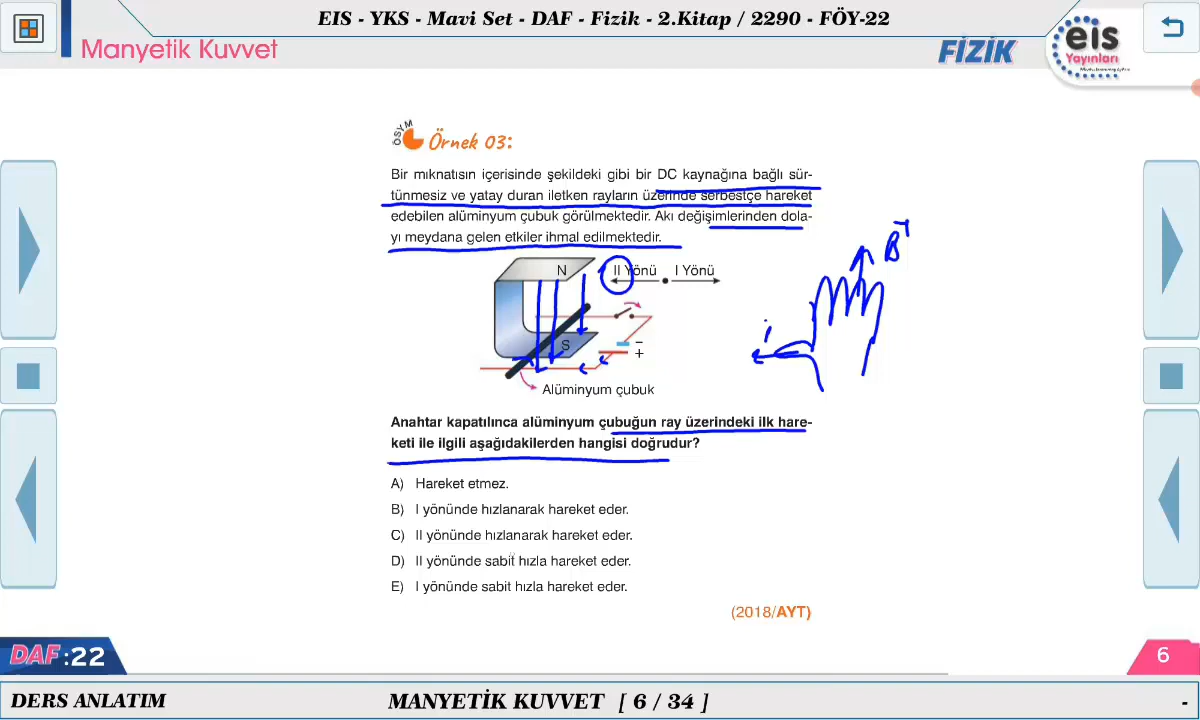 EIS - YKS - Mavi Set - DAF - Fizik - 2.Kitap / 2290 - FÖY-22
Manyetik Kuvvet
FİZİK
eis
Yayınları
ÖSYM
Örnek 03:
Bir mıknatısın içerisinde şekildeki gibi bir DC kaynağına bağlı sür-
tünmesiz ve yatay duran iletken rayların üzerinde serbestçe hareket
edebilen alüminyum çubuk görülmektedir. Akı değişimlerinden dola-
yı meydana gelen etkiler ihmal edilmektedir.
N
II Yönü
I Yönü
B
i
S
-
+
Alüminyum çubuk
Anahtar kapatılınca alüminyum çubuğun ray üzerindeki ilk hare-
keti ile ilgili aşağıdakilerden hangisi doğrudur?
A) Hareket etmez.
B) I yönünde hızlanarak hareket eder.
C) II yönünde hızlanarak hareket eder.
D) II yönünde sabit hızla hareket eder.
E) I yönünde sabit hızla hareket eder.
(2018/AYT)
DAF:22
6
DERS ANLATIM
MANYETİK KUVVET [ 6 / 34 ]
-